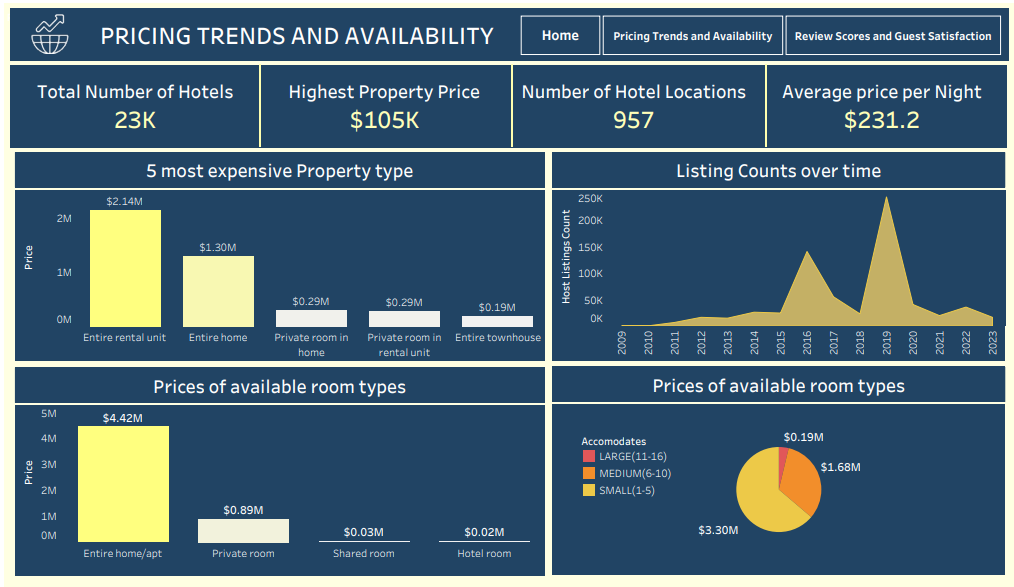 PRICING TRENDS AND AVAILABILITY
Home
Pricing Trends and Availability
Review Scores and Guest Satisfaction
Total Number of Hotels
23K
Highest Property Price
$105K
Number of Hotel Locations
957
Average price per Night
$231.2
5 most expensive Property type
Price
2M
1M
0M
$2.14M
$1.30M
$0.29M
$0.29M
$0.19M
Entire rental unit
Entire home
Private room in
home
Private room in
rental unit
Entire townhouse
Listing Counts over time
Host Listings Count
250K
200K
150K
100K
50K
0K
2009
2010
2011
2012
2013
2014
2015
2016
2017
2018
2019
2020
2021
2022
2023
Prices of available room types
Price
5M
4M
3M
2M
1M
0M
$4.42M
$0.89M
$0.03M
$0.02M
Entire home/apt
Private room
Shared room
Hotel room
Prices of available room types
Accomodates
LARGE(11-16)
MEDIUM(6-10)
SMALL(1-5)
$0.19M
$1.68M
$3.30M